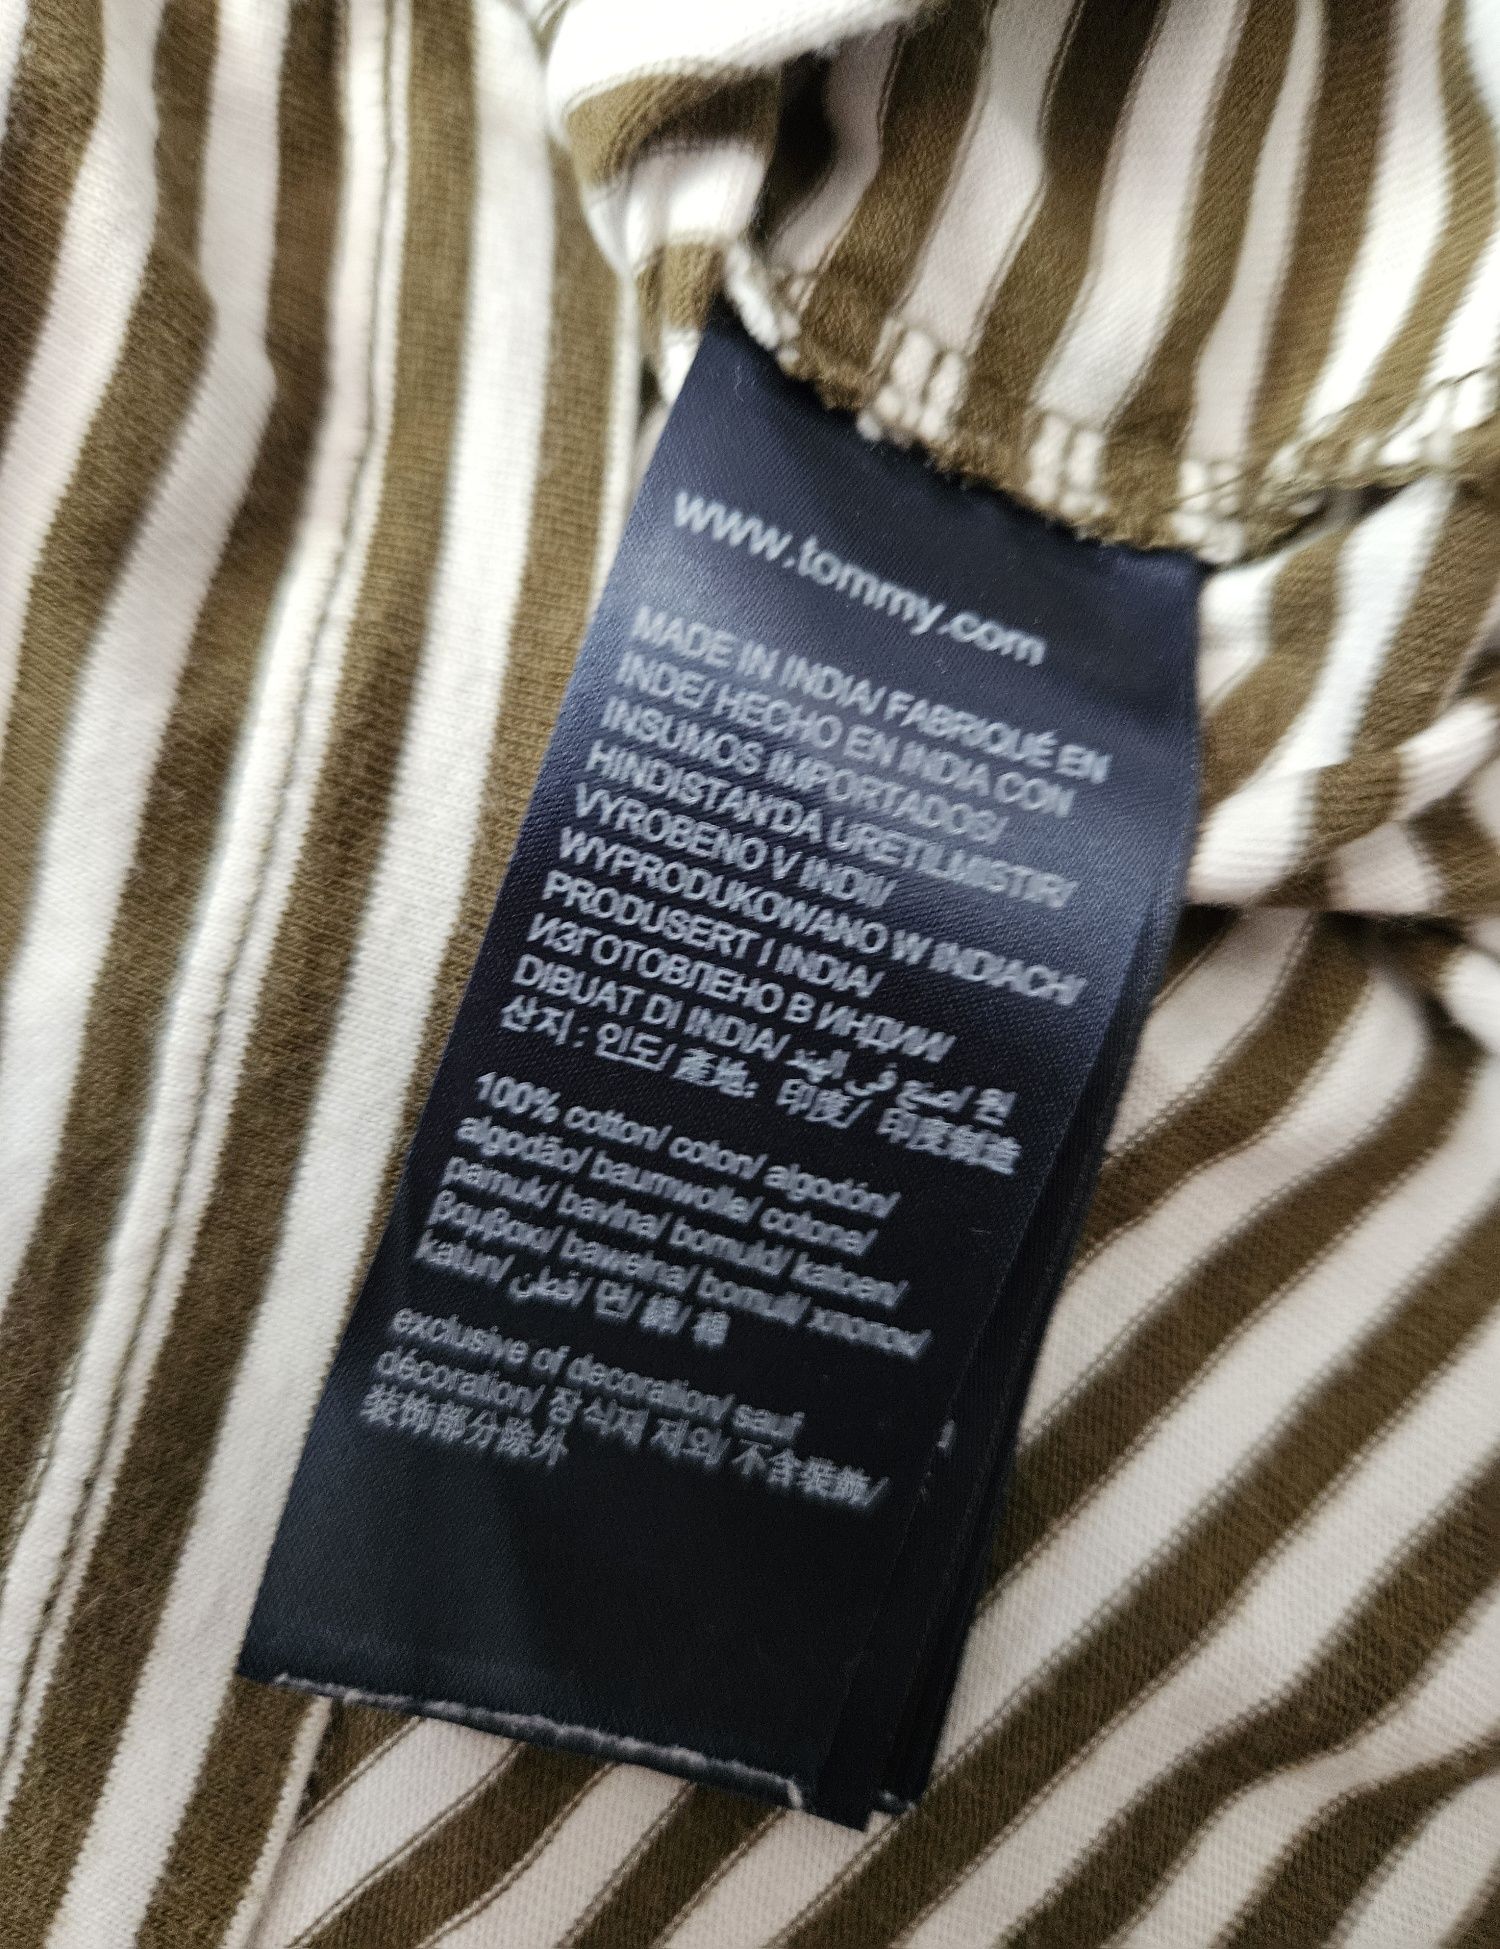 www.tommy.com
MADE IN INDIA/ FABRIQUÉ EN
INDE/ HECHO EN INDIA CON
INSUMOS IMPORTADOS/
HINDISTAN'DA URETILMISTIR/
VYROBENO V INDII/
WYPRODUKOWANO W INDIACH/
PRODUSERT I INDIA/
ИЗГОТОВЛЕНО В ИНДИИ/
DIBUAT DI INDIA/ صنع في الهند/ 원
산지 : 인도/ 產地: 印度/ 印度製造
100% cotton/ coton/ algodón/
algodão/ baumwolle/ cotone/
pamuk/ bavlna/ bomuld/ katoen/
βαμβακι/ bawełna/ bomull/ хлопок/
katun/ قطن/ 면/ 綿/ 棉
exclusive of decoration/ sauf
décoration/ 장식재 제외/ 不含裝飾/
装饰部分除外